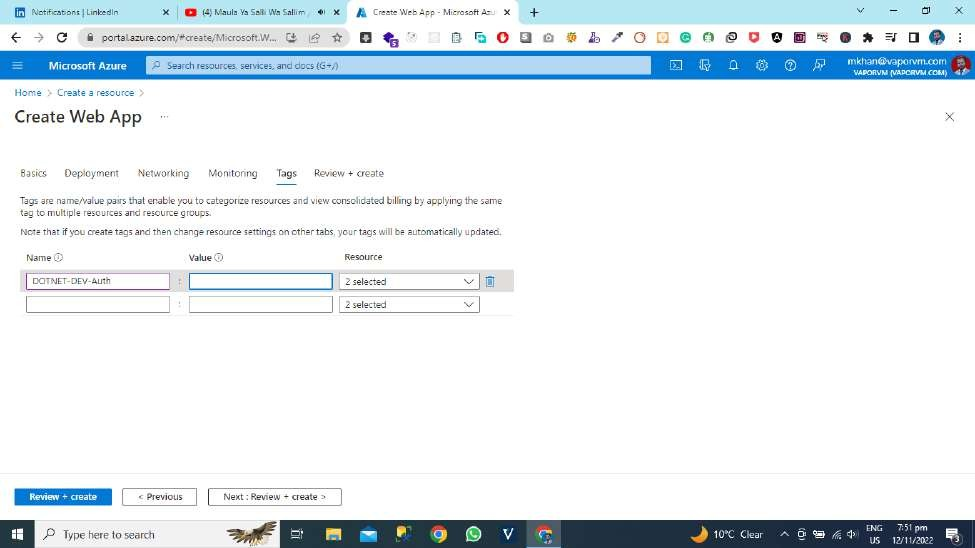 Notifications | LinkedIn
(4) Maula Ya Salli Wa Sallim
Create Web App - Microsoft Azu
portal.azure.com/#create/Microsoft.W...
5
Microsoft Azure
Search resources, services, and docs (G+/)
mkhan@vaporvm.com
VAPORVM (VAPORVM.COM)
Home > Create a resource >
Create Web App ...
Basics Deployment Networking Monitoring Tags Review + create
Tags are name/value pairs that enable you to categorize resources and view consolidated billing by applying the same
tag to multiple resources and resource groups.
Note that if you create tags and then change resource settings on other tabs, your tags will be automatically updated.
Name Value Resource
DOTNET-DEV-Auth : 2 selected
: 2 selected
Review + create < Previous Next : Review + create >
Type here to search
10°C Clear
ENG
US
7:51 pm
12/11/2022
3